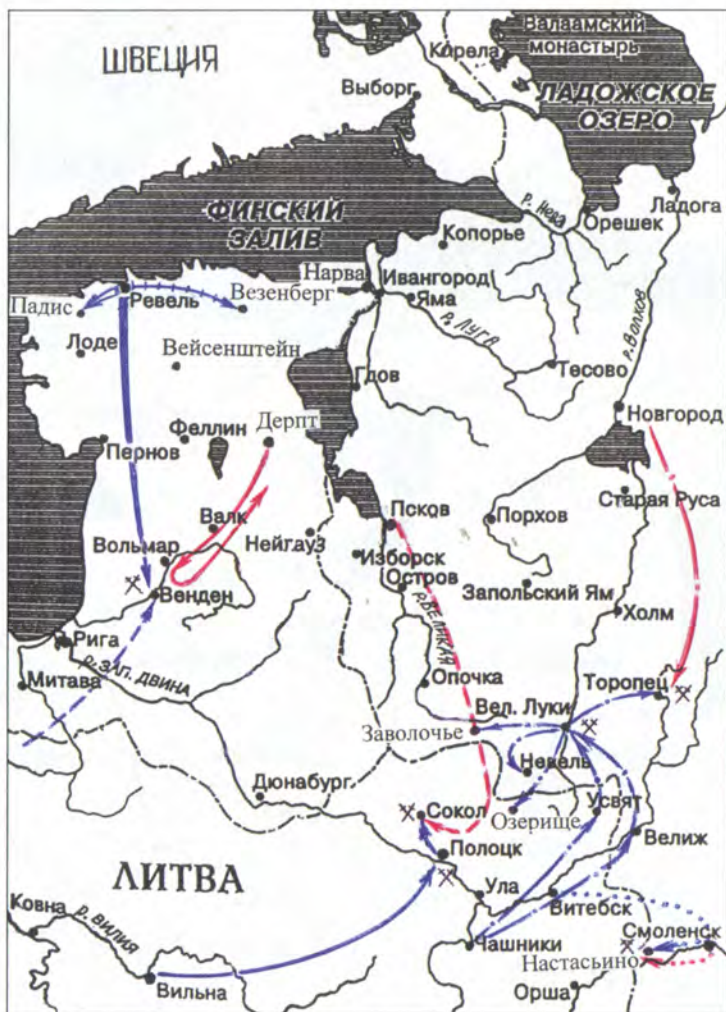 ШВЕЦИЯ
Валаамский
монастырь
Корела
Выборг
ЛАДОЖСКОЕ
ОЗЕРО
ФИНСКИЙ
ЗАЛИВ
р. Нева
Орешек
Ладога
Копорье
Нарва
Ивангород
Яма
р. ЛУГА
р. Волхов
Падис
Ревель
Везенберг
Лоде
Вейсенштейн
Тесово
Гдов
Новгород
Пернов
Феллин
Дерпт
Старая Руса
Псков
Порхов
Валк
Вольмар
Нейгауз
Изборск
Остров
Запольский Ям
Венден
р. ВЕЛИКАЯ
Холм
Рига
р. ЗАП. ДВИНА
Митава
Опочка
Торопец
Вел. Луки
Заволочье
Невель
Дюнабург
Сокол
Озерище
Усвят
Велиж
Полоцк
ЛИТВА
Ула
Витебск
Ковна
р. ВИЛИЯ
Чашники
Смоленск
Настасьино
Вильна
Орша